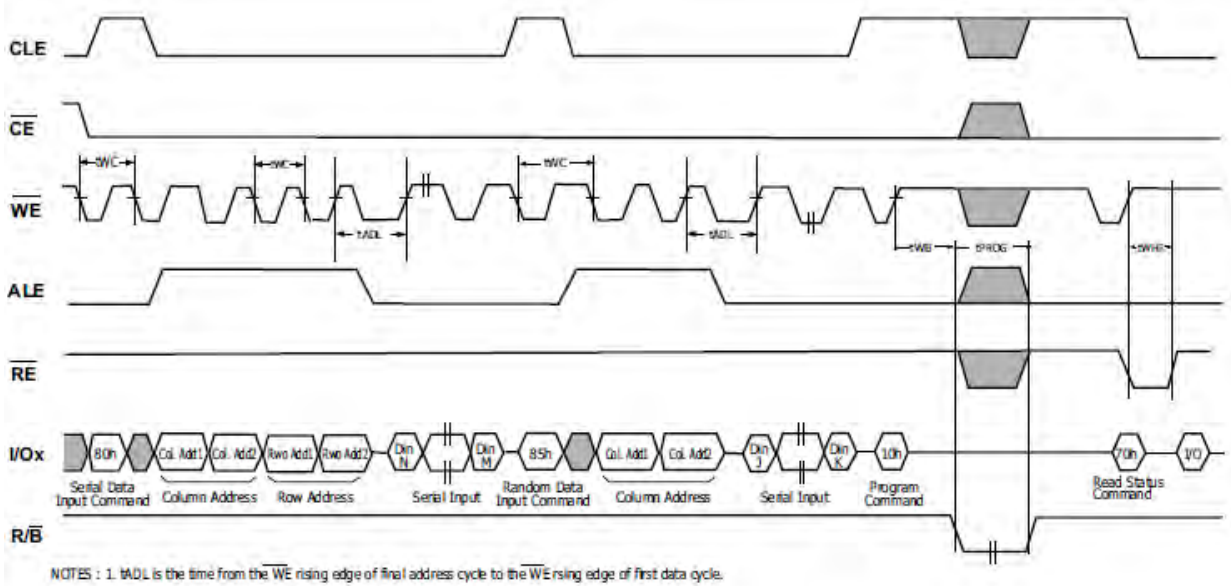 CLE
CE
tWC tWC tWC
WE
tADL tADL tWB tPROG tWHR
ALE
RE
I/Ox 80h Col. Add1 Col. Add2 Rwo Add1 Rwo Add2 Din N Din M 85h Col. Add1 Col. Add2 Din J Din K 10h 70h I/O
Serial Data Input Command Column Address Row Address Serial Input Random Data Input Command Column Address Serial Input Program Command Read Status Command
R/B
NOTES : 1. tADL is the time from the WE rising edge of final address cycle to the WE rsing edge of first data cycle.